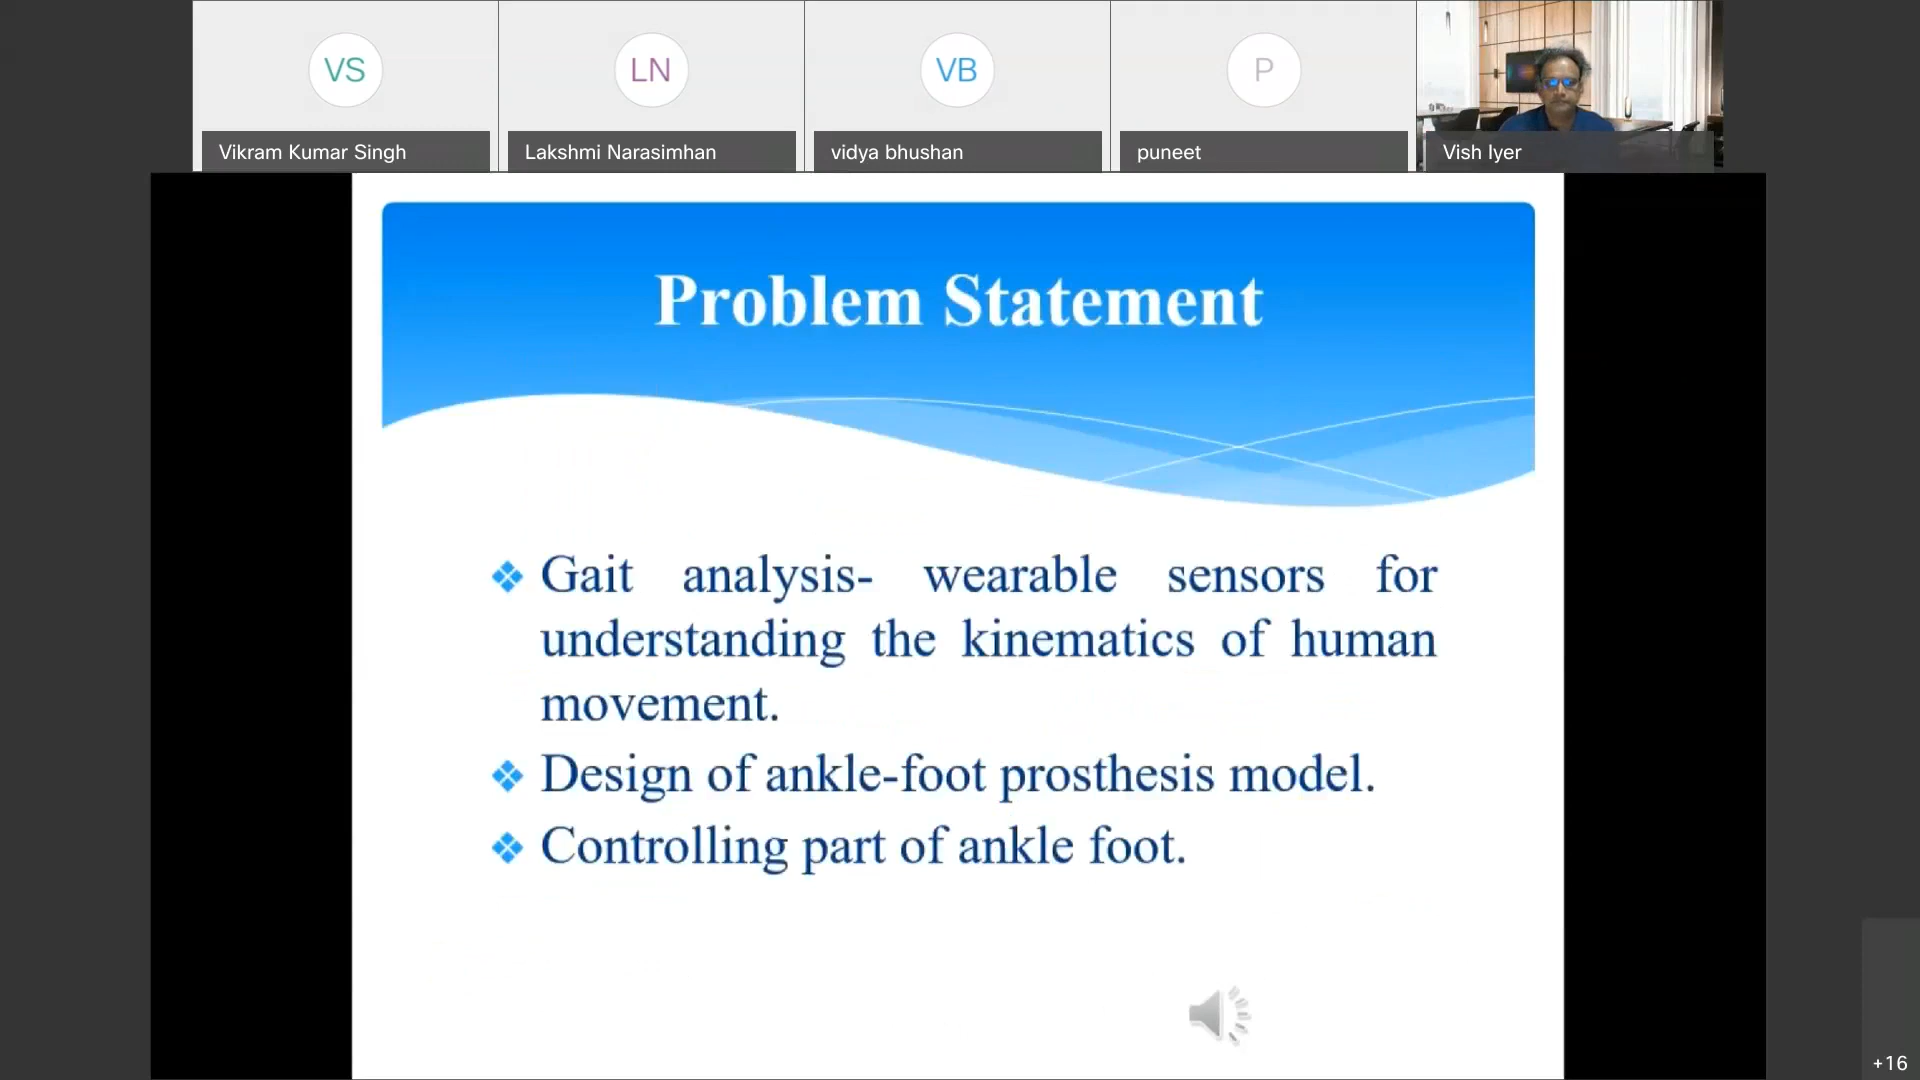 VS
LN
VB
P
Vikram Kumar Singh
Lakshmi Narasimhan
vidya bhushan
puneet
Vish Iyer
Problem Statement
Gait analysis- wearable sensors for
understanding the kinematics of human
movement.
Design of ankle-foot prosthesis model.
Controlling part of ankle foot.
+16